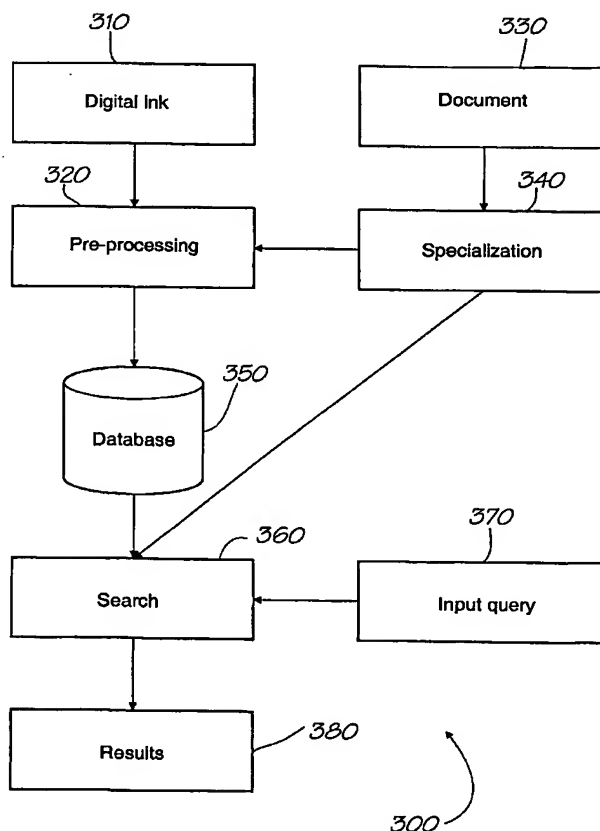 310
330
Digital Ink
Document
320
340
Pre-processing
Specialization
350
Database
360
370
Search
Input query
Results
380
300